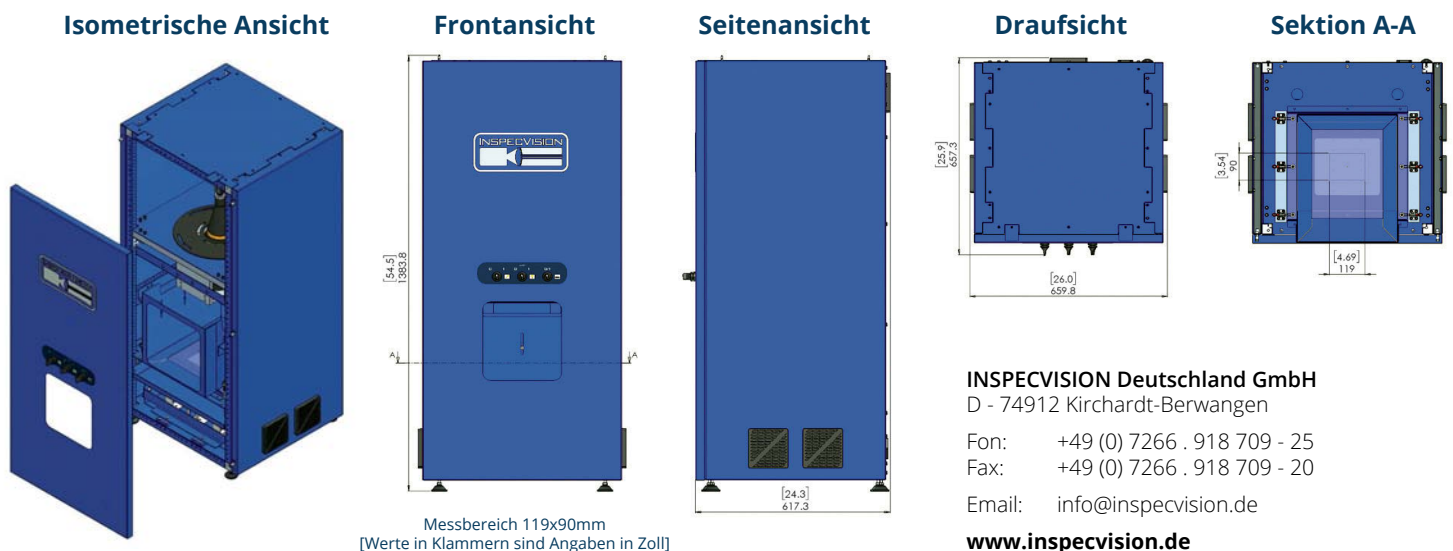 Isometrische Ansicht
Frontansicht
Seitenansicht
Draufsicht
Sektion A-A
INSPECVISION
[54.5]
1383.8
A
A
Messbereich 119x90mm
[Werte in Klammern sind Angaben in Zoll]
[24.3]
617.3
[25.9]
657.3
[26.0]
659.8
[3.54]
90
[4.69]
119
INSPECVISION Deutschland GmbH
D - 74912 Kirchardt-Berwangen
Fon: +49 (0) 7266 . 918 709 - 25
Fax: +49 (0) 7266 . 918 709 - 20
Email: info@inspecvision.de
www.inspecvision.de